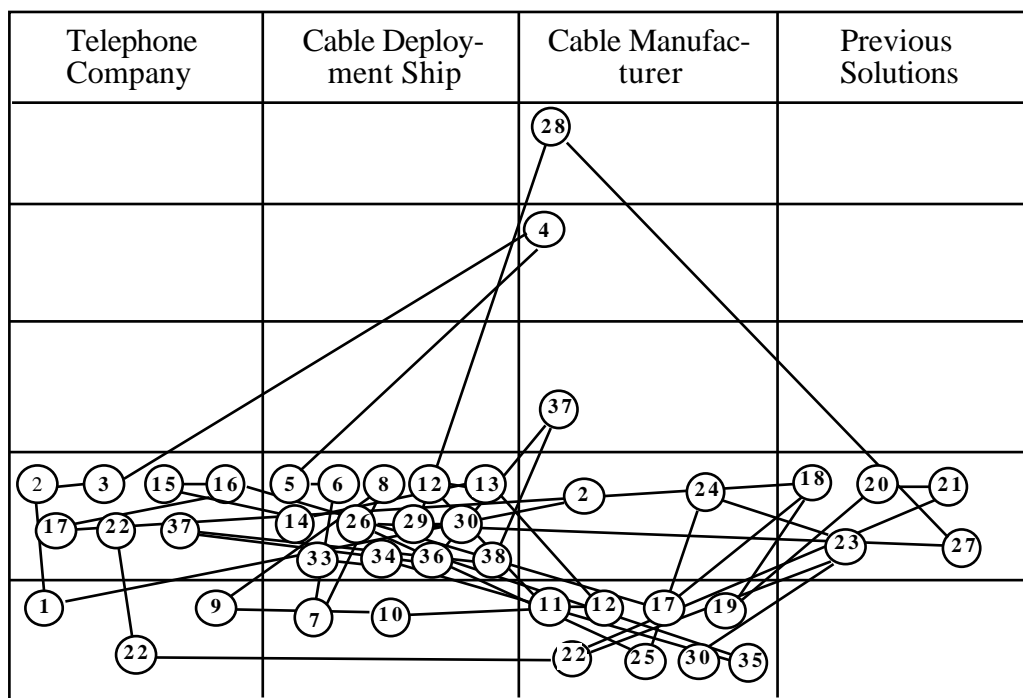 Telephone Company
Cable Deploy-ment Ship
Cable Manufac-turer
Previous Solutions
28
4
37
2 3 15 16 5 6 8 12 13 2 24 18 20 21
17 22 37 14 26 29 30 23 27
33 34 36 38
1 9 7 10 11 12 17 19
22 22 25 30 35